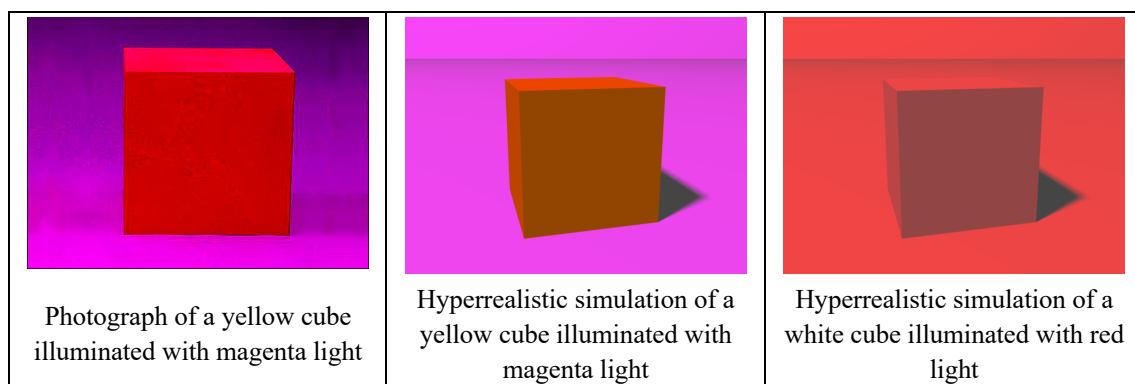 Photograph of a yellow cube
illuminated with magenta light
Hyperrealistic simulation of a
yellow cube illuminated with
magenta light
Hyperrealistic simulation of a
white cube illuminated with red
light